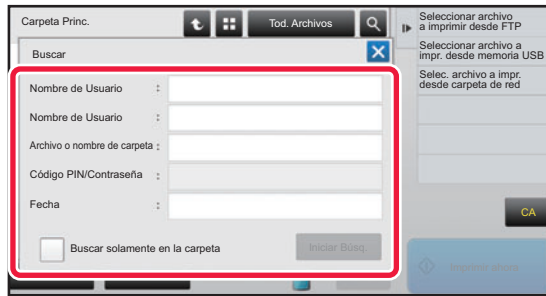 Carpeta Princ.
Tod. Archivos
Buscar
Nombre de Usuario :
Nombre de Usuario :
Archivo o nombre de carpeta :
Código PIN/Contraseña :
Fecha :
Buscar solamente en la carpeta
Iniciar Búsq.
Seleccionar archivo
a imprimir desde FTP
Seleccionar archivo a
impr. desde memoria USB
Selec. archivo a impr.
desde carpeta de red
CA
Imprimir ahora